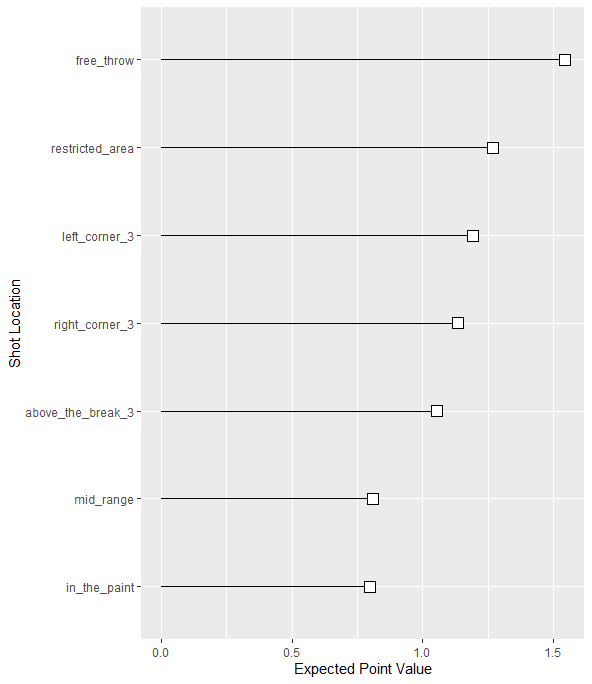 free_throw
restricted_area
left_corner_3
right_corner_3
above_the_break_3
mid_range
in_the_paint
Shot Location
0.0 0.5 1.0 1.5
Expected Point Value